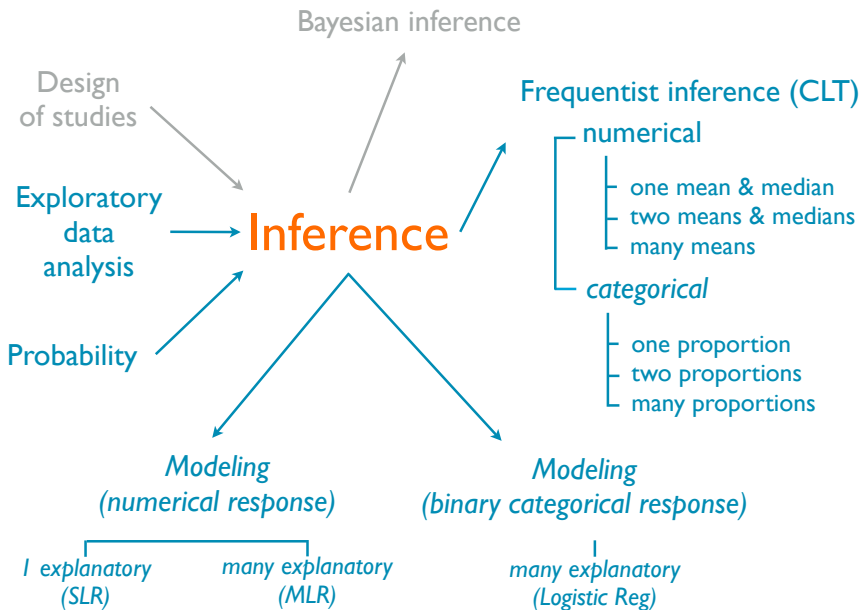 Bayesian inference
Design
of studies
Exploratory
data
analysis
Probability
Inference
Frequentist inference (CLT)
numerical
one mean & median
two means & medians
many means
categorical
one proportion
two proportions
many proportions
Modeling
(numerical response)
1 explanatory
(SLR)
many explanatory
(MLR)
Modeling
(binary categorical response)
many explanatory
(Logistic Reg)